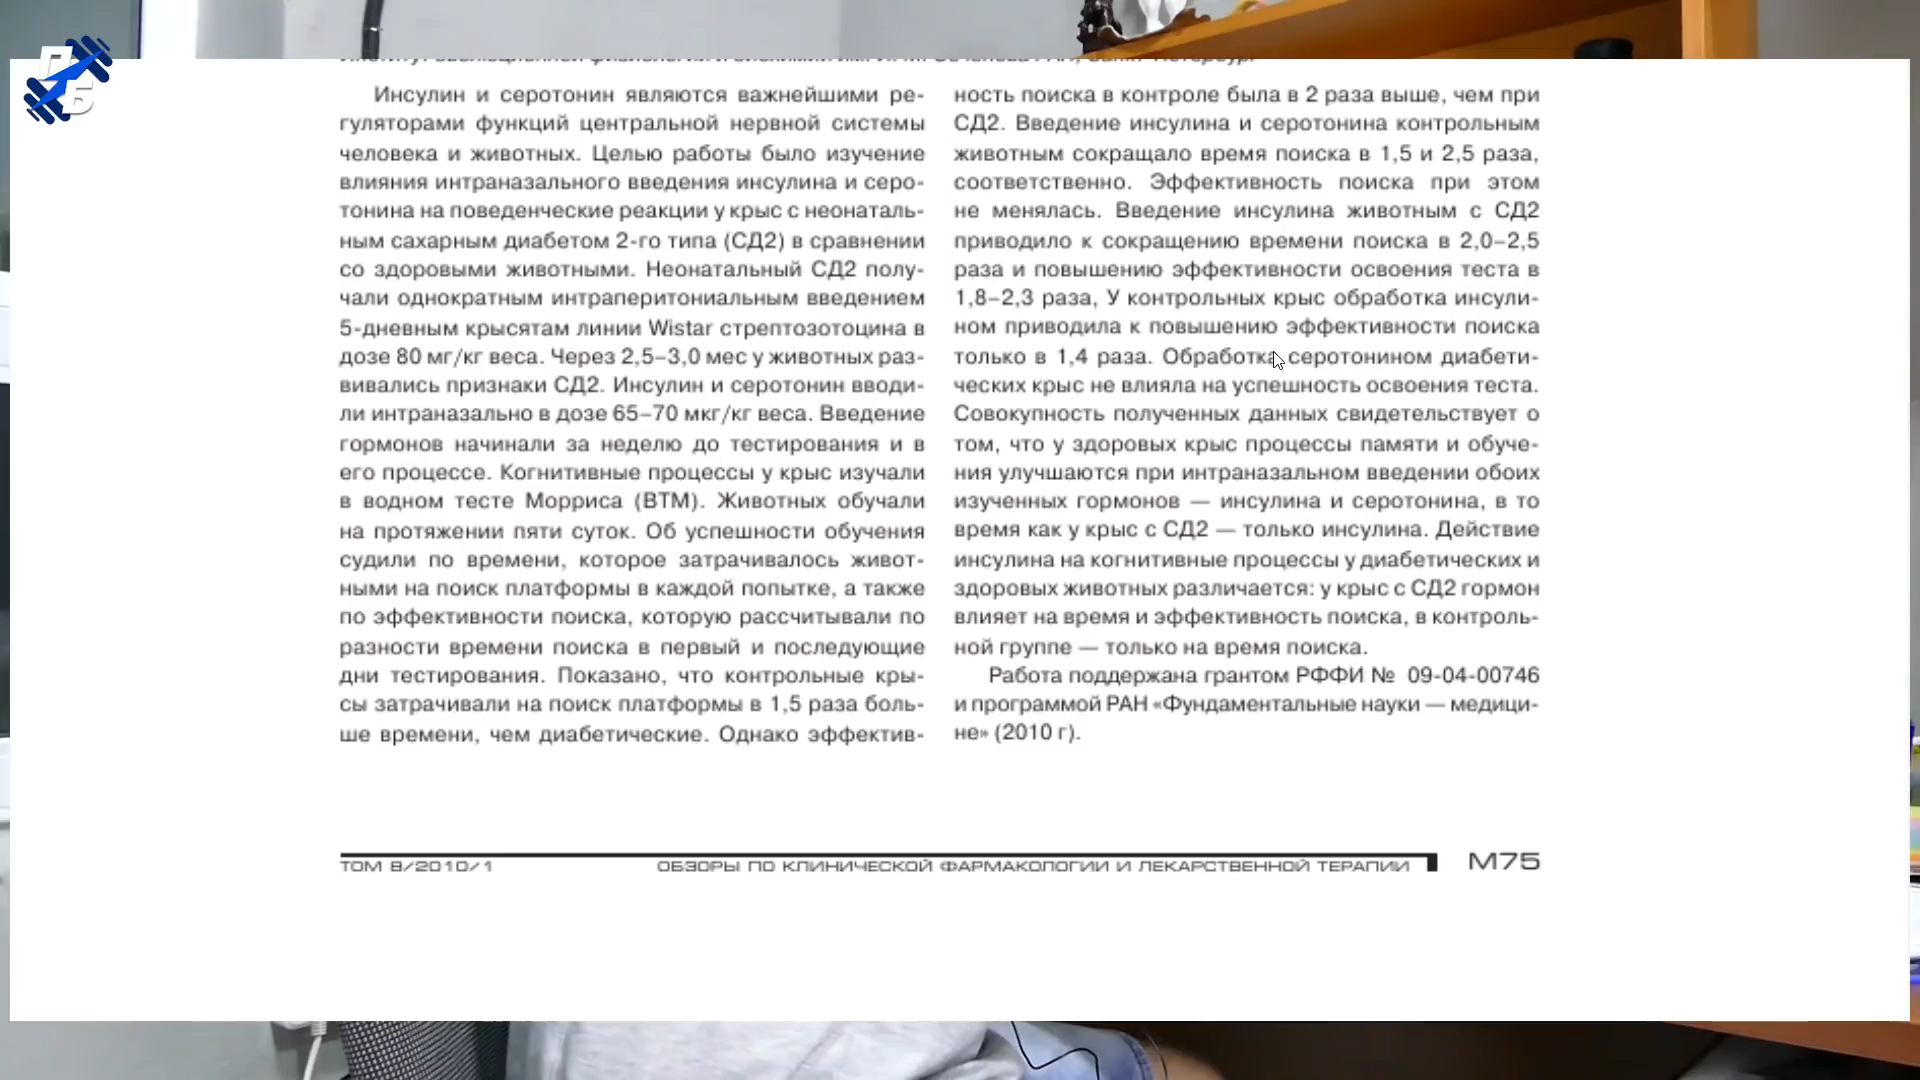 ПБ
Инсулин и серотонин являются важнейшими ре-
гуляторами функций центральной нервной системы
человека и животных. Целью работы было изучение
влияния интраназального введения инсулина и серо-
тонина на поведенческие реакции у крыс с неонаталь-
ным сахарным диабетом 2-го типа (СД2) в сравнении
со здоровыми животными. Неонатальный СД2 полу-
чали однократным интраперитониальным введением
5-дневным крысятам линии Wistar стрептозотоцина в
дозе 80 мг/кг веса. Через 2,5–3,0 мес у животных раз-
вивались признаки СД2. Инсулин и серотонин вводи-
ли интраназально в дозе 65–70 мкг/кг веса. Введение
гормонов начинали за неделю до тестирования и в
его процессе. Когнитивные процессы у крыс изучали
в водном тесте Морриса (ВТМ). Животных обучали
на протяжении пяти суток. Об успешности обучения
судили по времени, которое затрачивалось живот-
ными на поиск платформы в каждой попытке, а также
по эффективности поиска, которую рассчитывали по
разности времени поиска в первый и последующие
дни тестирования. Показано, что контрольные кры-
сы затрачивали на поиск платформы в 1,5 раза боль-
ше времени, чем диабетические. Однако эффектив-
ность поиска в контроле была в 2 раза выше, чем при
СД2. Введение инсулина и серотонина контрольным
животным сокращало время поиска в 1,5 и 2,5 раза,
соответственно. Эффективность поиска при этом
не менялась. Введение инсулина животным с СД2
приводило к сокращению времени поиска в 2,0–2,5
раза и повышению эффективности освоения теста в
1,8–2,3 раза, У контрольных крыс обработка инсули-
ном приводила к повышению эффективности поиска
только в 1,4 раза. Обработка серотонином диабети-
ческих крыс не влияла на успешность освоения теста.
Совокупность полученных данных свидетельствует о
том, что у здоровых крыс процессы памяти и обуче-
ния улучшаются при интраназальном введении обоих
изученных гормонов — инсулина и серотонина, в то
время как у крыс с СД2 — только инсулина. Действие
инсулина на когнитивные процессы у диабетических и
здоровых животных различается: у крыс с СД2 гормон
влияет на время и эффективность поиска, в контроль-
ной группе — только на время поиска.
Работа поддержана грантом РФФИ № 09-04-00746
и программой РАН «Фундаментальные науки — медици-
не» (2010 г).
ТОМ 8/2010/1 ОБЗОРЫ ПО КЛИНИЧЕСКОЙ ФАРМАКОЛОГИИ И ЛЕКАРСТВЕННОЙ ТЕРАПИИ М75